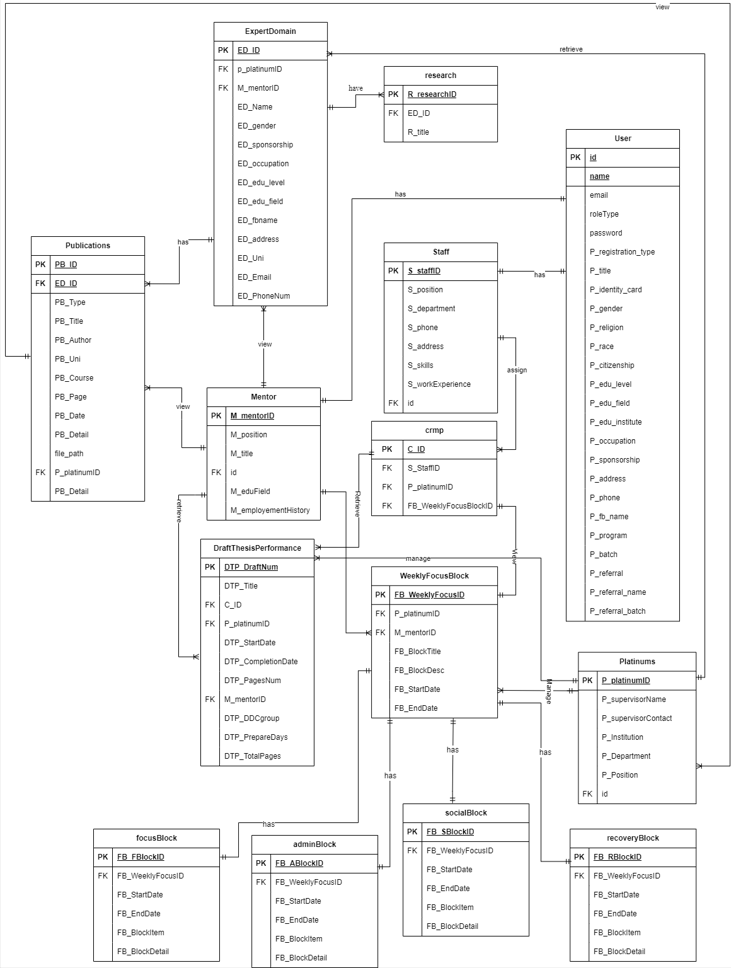 view
ExpertDomain
PK ED_ID
FK p_platinumID
FK M_mentorID
ED_Name
ED_gender
ED_sponsorship
ED_occupation
ED_edu_level
ED_edu_field
ED_fbname
ED_address
ED_Uni
ED_Email
ED_PhoneNum
retrieve
have
research
PK R_researchID
FK ED_ID
R_title
User
PK id
name
email
roleType
password
P_registration_type
P_title
P_identity_card
P_gender
P_religion
P_race
P_citizenship
P_edu_level
P_edu_field
P_edu_institute
P_occupation
P_sponsorship
P_address
P_phone
P_fb_name
P_program
P_batch
P_referral
P_referral_name
P_referral_batch
has
Publications
PK PB_ID
FK ED_ID
PB_Type
PB_Title
PB_Author
PB_Uni
PB_Course
PB_Page
PB_Date
PB_Detail
file_path
FK P_platinumID
PB_Detail
has
Staff
PK S_staffID
S_position
S_department
S_phone
S_address
S_skills
S_workExperience
FK id
has
assign
view
view
Mentor
PK M_mentorID
M_position
M_title
FK id
M_eduField
M_employementHistory
crmp
PK C_ID
FK S_StaffID
FK P_platinumID
FK FB_WeeklyFocusBlockID
retrieve
Retrieve
View
manage
DraftThesisPerformance
PK DTP_DraftNum
DTP_Title
FK C_ID
FK P_platinumID
DTP_StartDate
DTP_CompletionDate
DTP_PagesNum
FK M_mentorID
DTP_DDCgroup
DTP_PrepareDays
DTP_TotalPages
WeeklyFocusBlock
PK FB_WeeklyFocusID
FK P_platinumID
FK M_mentorID
FB_BlockTitle
FB_BlockDesc
FB_StartDate
FB_EndDate
Manage
Platinums
PK P_platinumID
P_supervisorName
P_supervisorContact
P_Institution
P_Department
P_Position
FK id
has
has
has
has
focusBlock
PK FB_FBlockID
FK FB_WeeklyFocusID
FB_StartDate
FB_EndDate
FB_BlockItem
FB_BlockDetail
adminBlock
PK FB_ABlockID
FK FB_WeeklyFocusID
FB_StartDate
FB_EndDate
FB_BlockItem
FB_BlockDetail
socialBlock
PK FB_SBlockID
FK FB_WeeklyFocusID
FB_StartDate
FB_EndDate
FB_BlockItem
FB_BlockDetail
recoveryBlock
PK FB_RBlockID
FK FB_WeeklyFocusID
FB_StartDate
FB_EndDate
FB_BlockItem
FB_BlockDetail